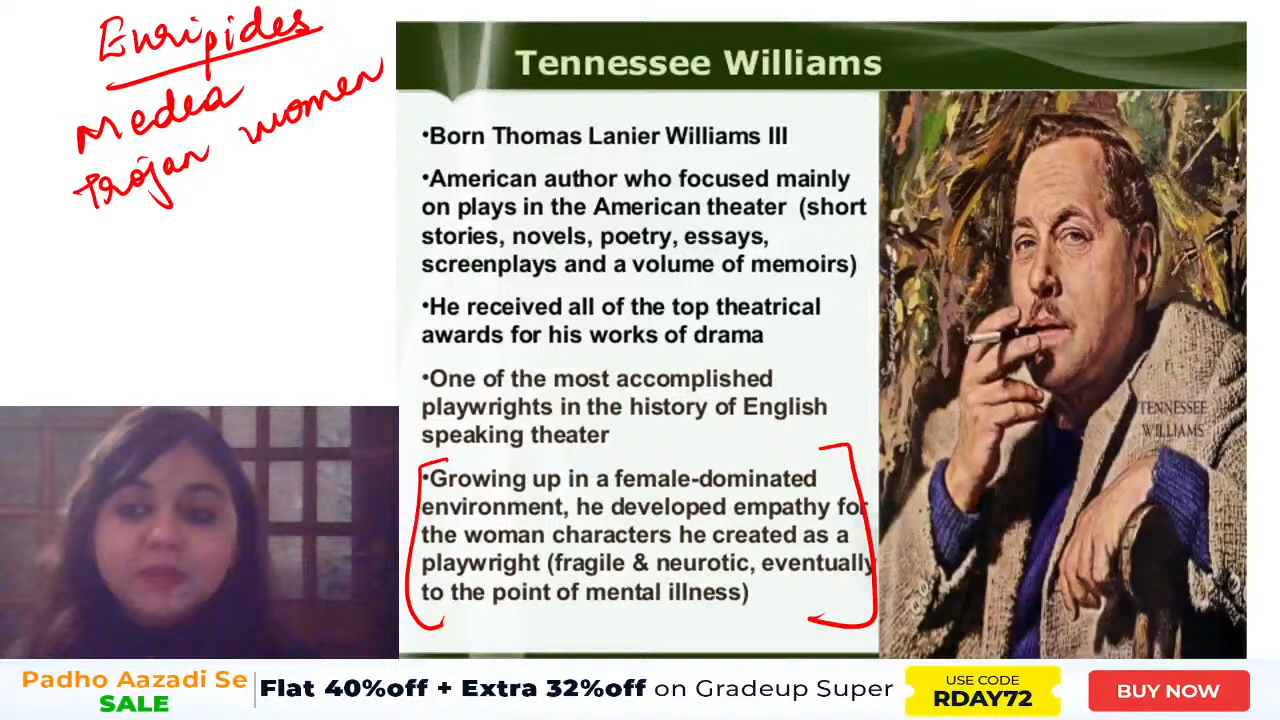 Euripides
Medea
Trojan women
Tennessee Williams
•Born Thomas Lanier Williams III
•American author who focused mainly
on plays in the American theater (short
stories, novels, poetry, essays,
screenplays and a volume of memoirs)
•He received all of the top theatrical
awards for his works of drama
•One of the most accomplished
playwrights in the history of English
speaking theater
•Growing up in a female-dominated
environment, he developed empathy for
the woman characters he created as a
playwright (fragile & neurotic, eventually
to the point of mental illness)
TENNESSEE
WILLIAMS
Padho Aazadi Se
SALE
Flat 40%off + Extra 32%off on Gradeup Super
USE CODE
RDAY72
BUY NOW